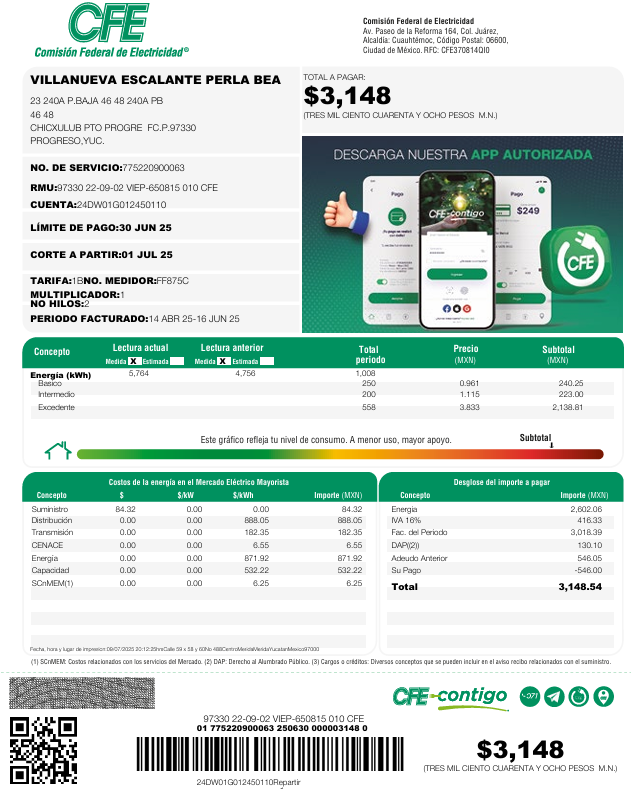 CFE
Comisión Federal de Electricidad®
Comisión Federal de Electricidad
Av. Paseo de la Reforma 164, Col. Juárez,
Alcaldía: Cuauhtémoc, Código Postal: 06600,
Ciudad de México. RFC: CFE370814QI0
VILLANUEVA ESCALANTE PERLA BEA
23 240A P.BAJA 46 48 240A PB
46 48
CHICXULUB PTO PROGRE FC.P.97330
PROGRESO,YUC.
TOTAL A PAGAR:
$3,148
(TRES MIL CIENTO CUARENTA Y OCHO PESOS M.N.)
NO. DE SERVICIO:775220900063
RMU:97330 22-09-02 VIEP-650815 010 CFE
CUENTA:24DW01G012450110
LÍMITE DE PAGO:30 JUN 25
CORTE A PARTIR:01 JUL 25
TARIFA:1BNO. MEDIDOR:FF875C
MULTIPLICADOR:1
NO HILOS:2
PERIODO FACTURADO:14 ABR 25-16 JUN 25
DESCARGA NUESTRA APP AUTORIZADA
Pago
CFE contigo
Pago
$249
CFE
Concepto Lectura actual Lectura anterior Total periodo Precio (MXN) Subtotal (MXN)
Medida X Estimada Medida X Estimada
Energía (kWh) 5,764 4,756 1,008
Basico 250 0.961 240.25
Intermedio 200 1.115 223.00
Excedente 558 3.833 2,138.81
Este gráfico refleja tu nivel de consumo. A menor uso, mayor apoyo.
Subtotal
Costos de la energía en el Mercado Eléctrico Mayorista
Concepto $ $/kW $/kWh Importe (MXN)
Suministro 84.32 0.00 0.00 84.32
Distribución 0.00 0.00 888.05 888.05
Transmisión 0.00 0.00 182.35 182.35
CENACE 0.00 0.00 6.55 6.55
Energía 0.00 0.00 871.92 871.92
Capacidad 0.00 0.00 532.22 532.22
SCnMEM(1) 0.00 0.00 6.25 6.25
Desglose del importe a pagar
Concepto Importe (MXN)
Energia 2,602.06
IVA 16% 416.33
Fac. del Periodo 3,018.39
DAP((2)) 130.10
Adeudo Anterior 546.05
Su Pago -546.00
Total 3,148.54
Fecha, hora y lugar de impresion:09/07/2025 20:12:25hrsCalle 59 x 58 y 60No 488CentroMeridaMeridaYucatanMexico97000
(1) SCnMEM: Costos relacionados con los servicios del Mercado. (2) DAP: Derecho al Alumbrado Público. (3) Cargos o créditos: Diversos conceptos que se pueden incluir en el aviso recibo relacionados con el suministro.
CFE contigo
071
97330 22-09-02 VIEP-650815 010 CFE
01 775220900063 250630 000003148 0
24DW01G012450110Repartir
$3,148
(TRES MIL CIENTO CUARENTA Y OCHO PESOS M.N.)